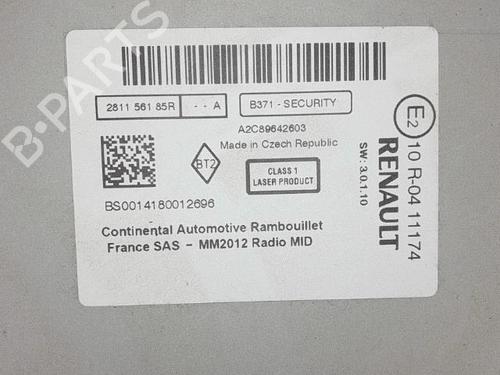 2811 561 85R - - A
B371 - SECURITY
A2C89642603
Made in Czech Republic
BT2
CLASS 1
LASER PRODUCT
BS0014180012696
Continental Automotive Rambouillet
France SAS - MM2012 Radio MID
E2
10 R-04 11174
RENAULT
SW: 3.0.1.10
B-PARTS